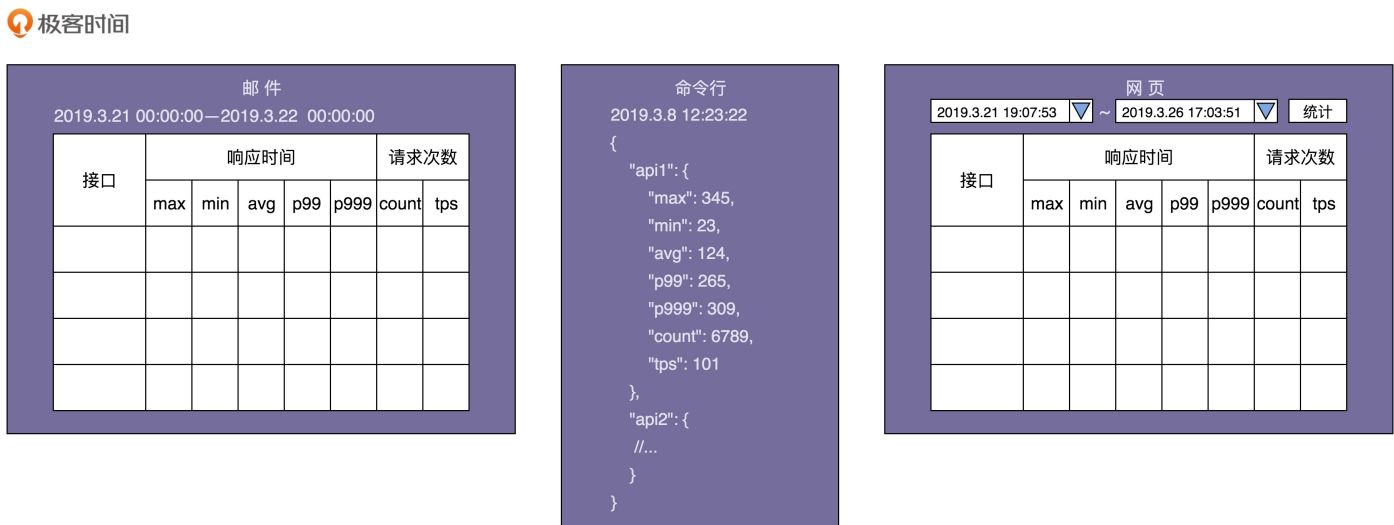 极客时间
邮 件
2019.3.21 00:00:00—2019.3.22 00:00:00
接口
响应时间
请求次数
max min avg p99 p999 count tps
命令行
2019.3.8 12:23:22
{
"api1": {
"max": 345,
"min": 23,
"avg": 124,
"p99": 265,
"p999": 309,
"count": 6789,
"tps": 101
},
"api2": {
//...
}
}
网 页
2019.3.21 19:07:53 ~ 2019.3.26 17:03:51 统计
接口
响应时间
请求次数
max min avg p99 p999 count tps